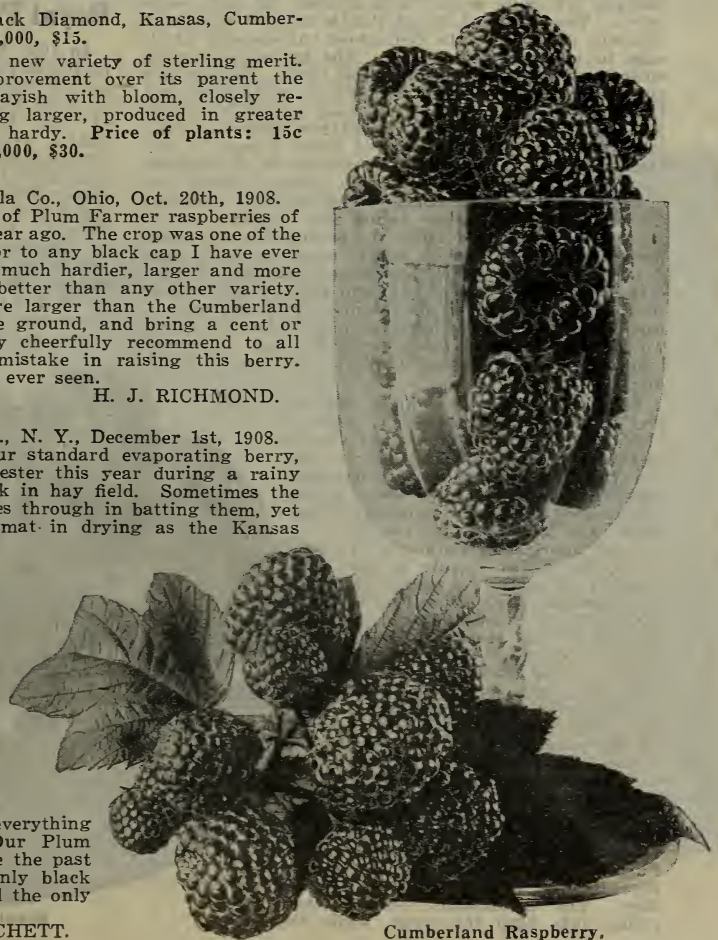 ack Diamond, Kansas, Cumber-
,000, $15.
new variety of sterling merit.
provement over its parent the
ayish with bloom, closely re-
g larger, produced in greater
hardy. Price of plants: 15c
,000, $30.
la Co., Ohio, Oct. 20th, 1908.
of Plum Farmer raspberries of
ear ago. The crop was one of the
or to any black cap I have ever
much hardier, larger and more
better than any other variety.
re larger than the Cumberland
e ground, and bring a cent or
y cheerfully recommend to all
mistake in raising this berry.
ever seen.
H. J. RICHMOND.
., N. Y., December 1st, 1908.
ur standard evaporating berry,
ester this year during a rainy
k in hay field. Sometimes the
es through in batting them, yet
mat in drying as the Kansas
everything
Our Plum
e the past
nly black
d the only
CHETT.
Cumberland Raspberry.